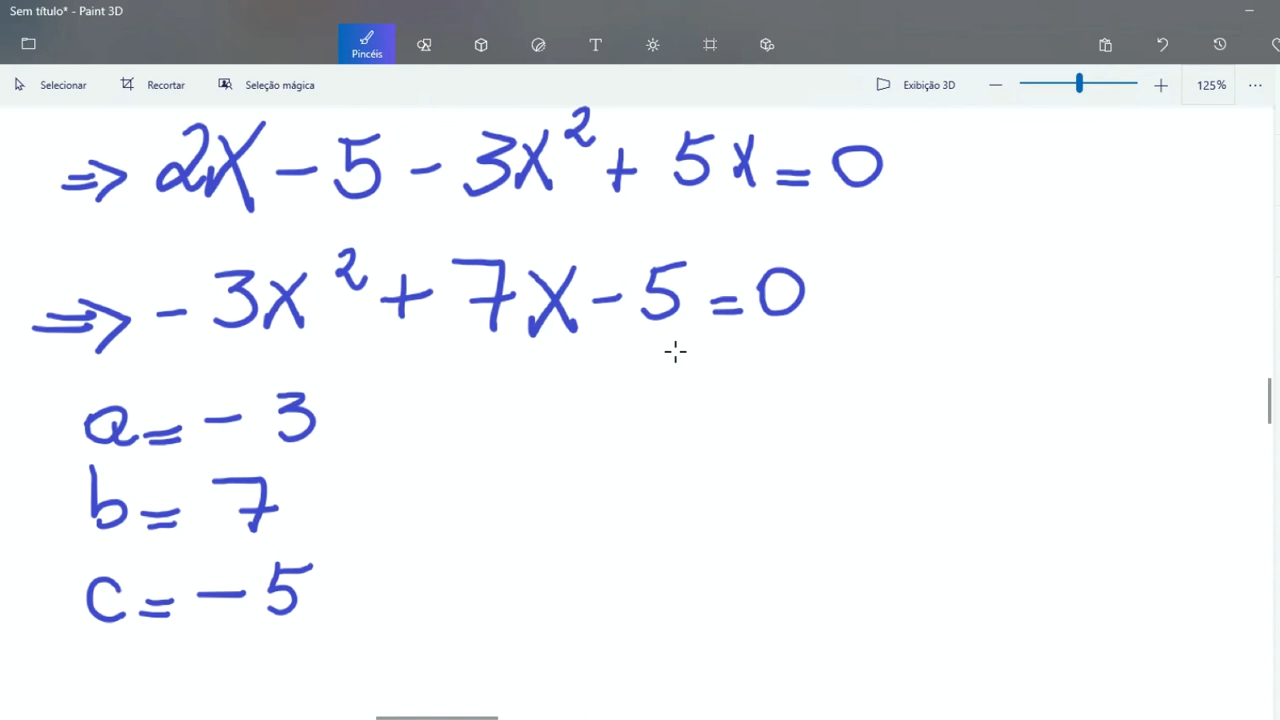 Sem título* - Paint 3D
Pincéis
Selecionar Recortar Seleção mágica Exibição 3D 125%
⇒ 2x - 5 - 3x² + 5x = 0
⇒ - 3x² + 7x - 5 = 0
a = - 3
b = 7
c = - 5